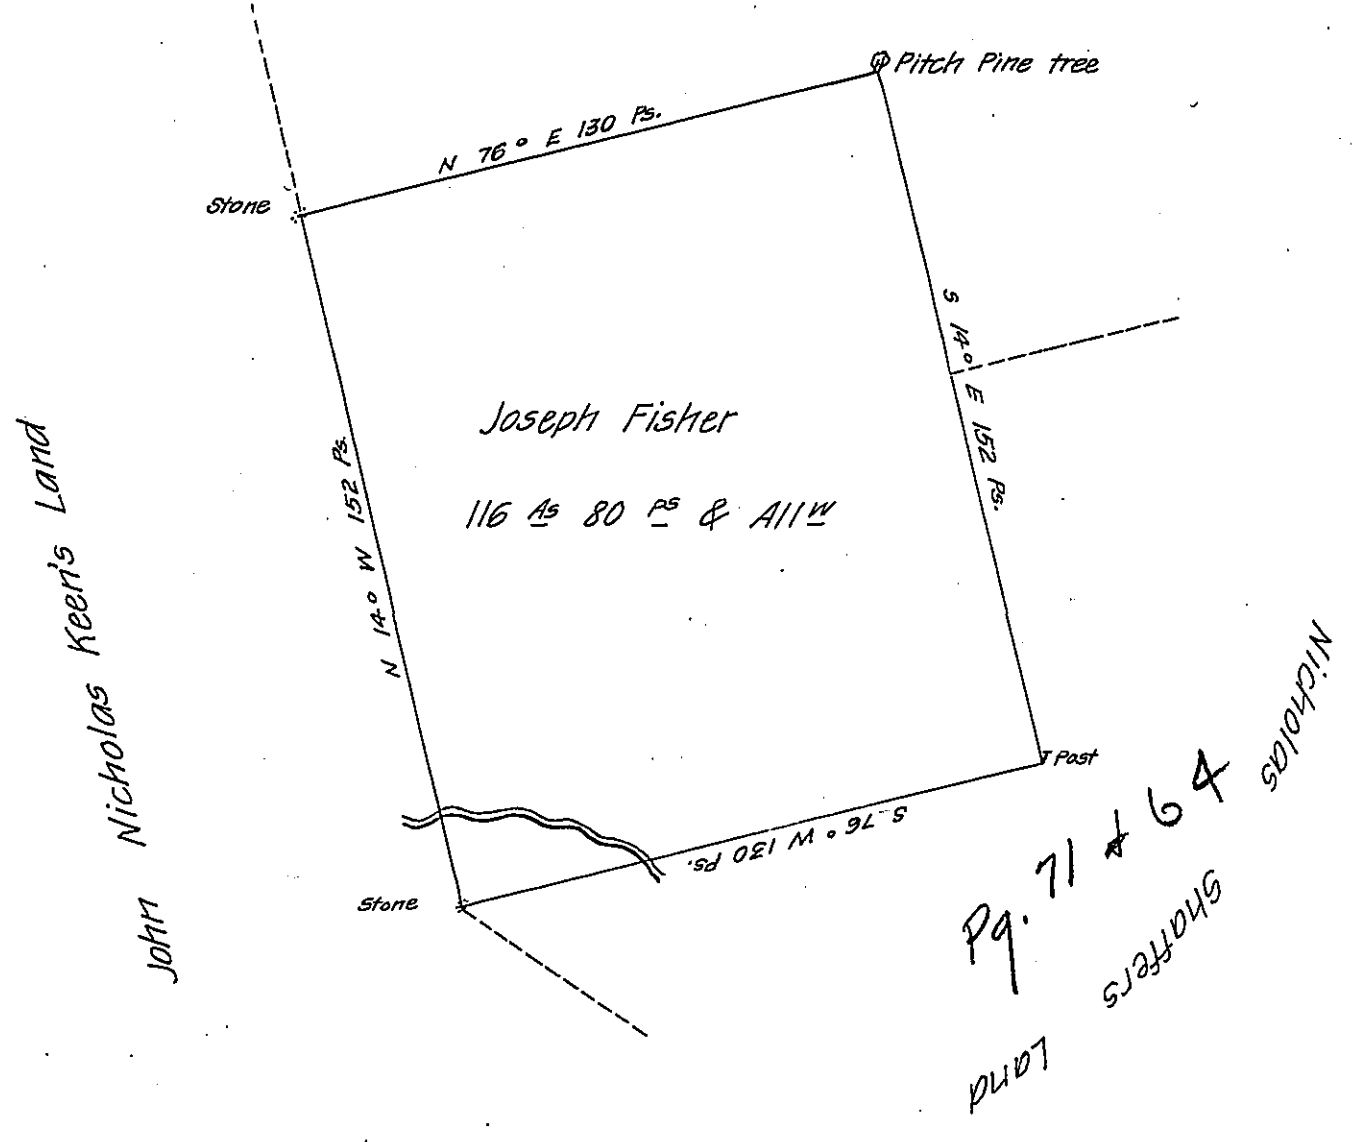 Pitch Pine tree
N 76° E 130 Ps.
Stone
S 14° E 152 Ps.
Joseph Fisher
116 As 80 Ps & Allw
N 14° W 152 Ps.
John Nicholas Keen's Land
Post
S 76° W 130 Ps.
Stone
Pg. 71 & 64
Nicholas
Shaffers
Land